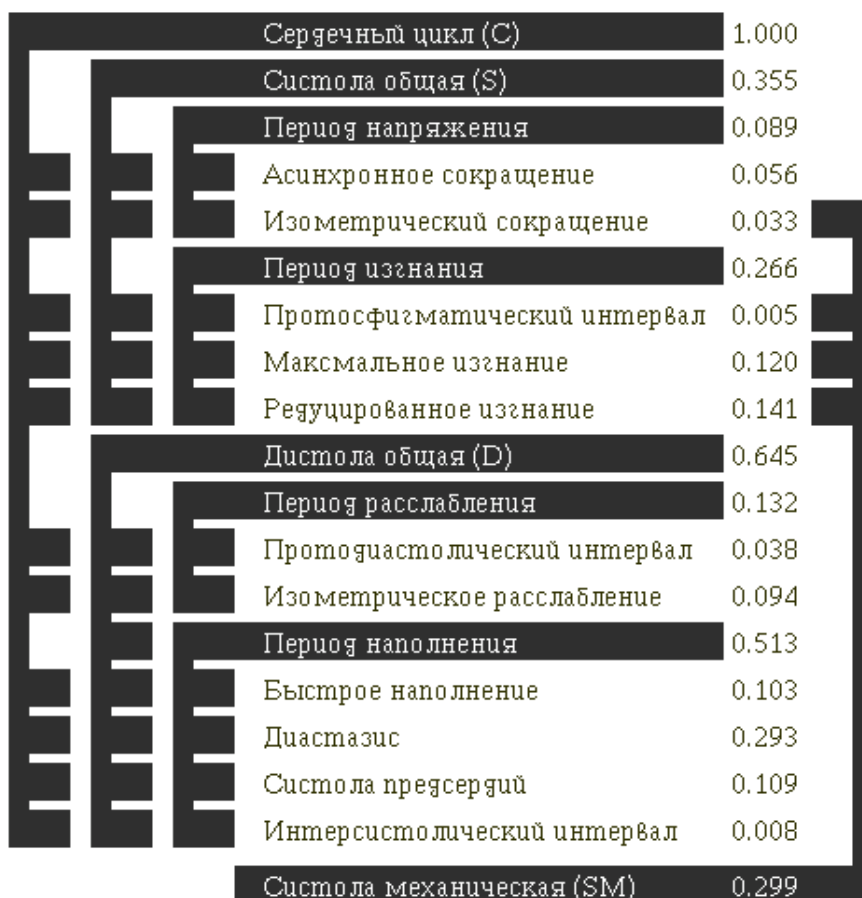 Сердечный цикл (C) 1.000
Систола общая (S) 0.355
Период напряжения 0.089
Асинхронное сокращение 0.056
Изометрический сокращение 0.033
Период изгнания 0.266
Протосфигматический интервал 0.005
Максмальное изгнание 0.120
Редуцированное изгнание 0.141
Дистола общая (D) 0.645
Период расслабления 0.132
Протодиастолический интервал 0.038
Изометрическое расслабление 0.094
Период наполнения 0.513
Быстрое наполнение 0.103
Диастазис 0.293
Систола предсердий 0.109
Интерсистолический интервал 0.008
Систола механическая (SM) 0.299